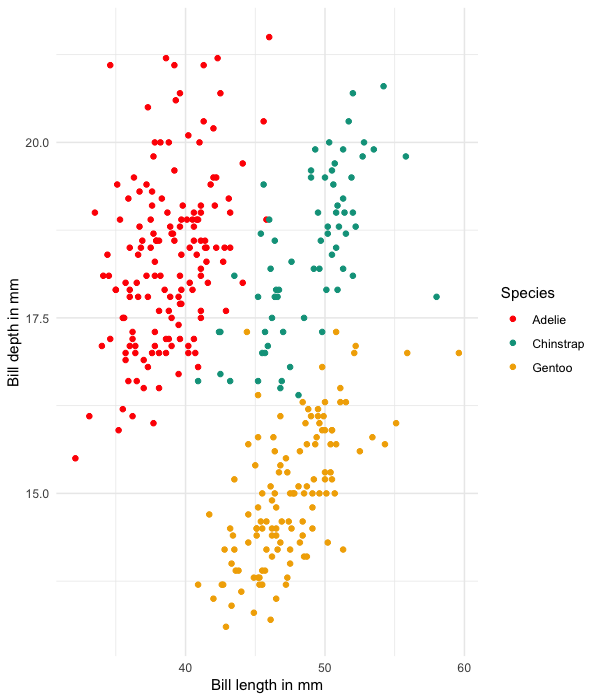 20.0
17.5
15.0
40
50
60
Bill length in mm
Bill depth in mm
Species
Adelie
Chinstrap
Gentoo